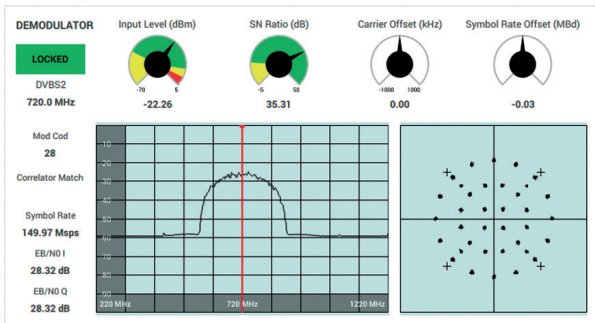 DEMODULATOR
LOCKED
DVBS2
720.0 MHz
Input Level (dBm)
-70
5
-22.26
SN Ratio (dB)
-5
50
35.31
Carrier Offset (kHz)
-1000
1000
0.00
Symbol Rate Offset (MBd)
-5
5
-0.03
Mod Cod
28
Correlator Match
Symbol Rate
149.97 Msps
EB/N0 I
28.32 dB
EB/N0 Q
28.32 dB
-10
-20
-30
-40
-50
-60
-70
-80
-90
220 MHz
720 MHz
1220 MHz